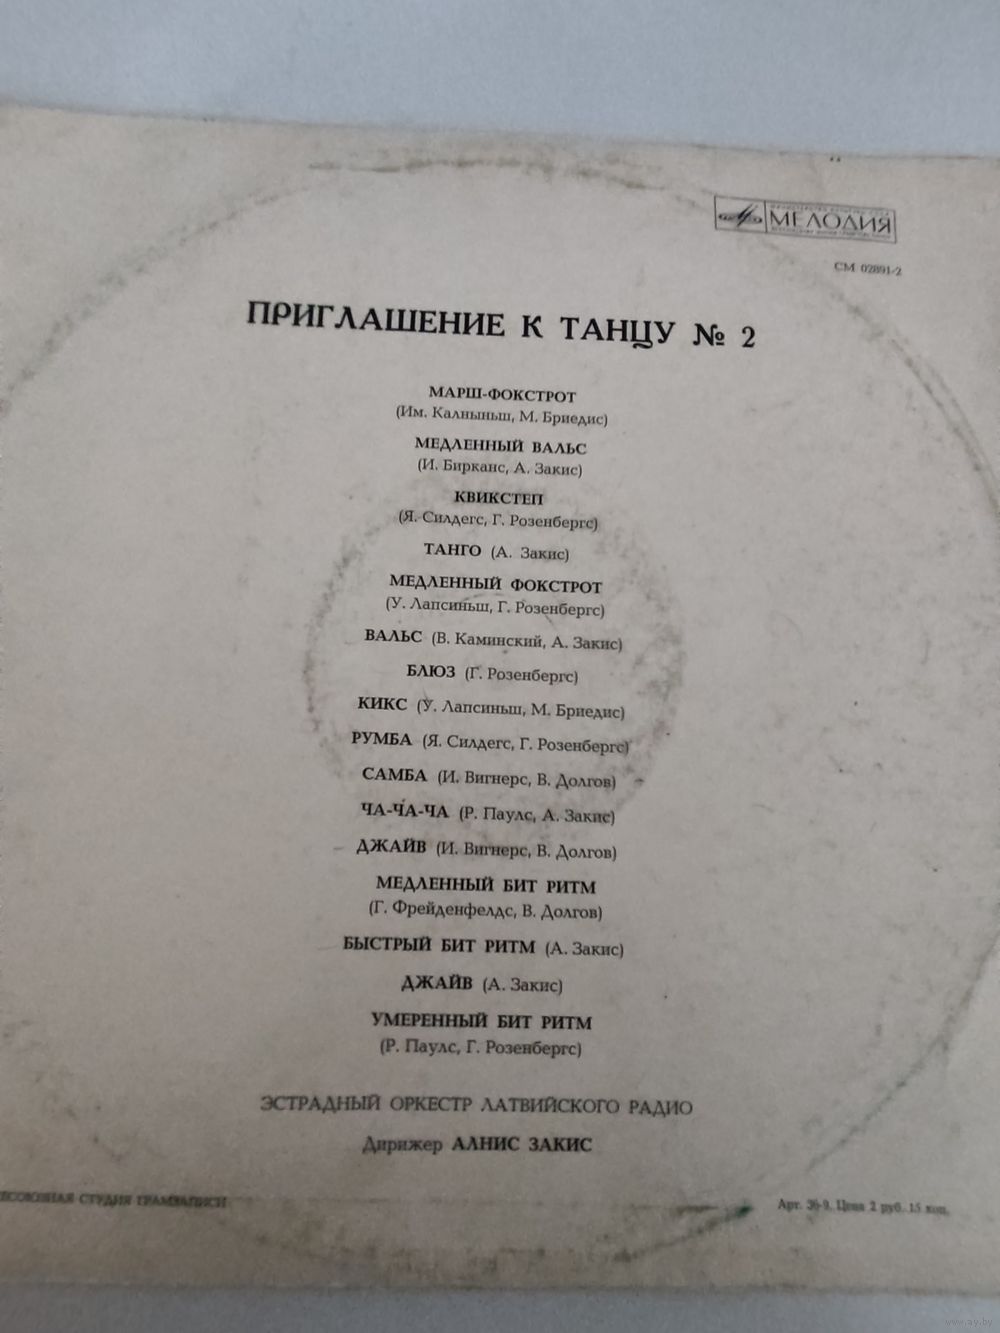 МЕЛОДИЯ
СМ 02891-2
ПРИГЛАШЕНИЕ К ТАНЦУ № 2
МАРШ-ФОКСТРОТ
(Им. Калныньш, М. Бриедис)
МЕДЛЕННЫЙ ВАЛЬС
(И. Бирканс, А. Закис)
КВИКСТЕП
(Я. Силдегс, Г. Розенбергс)
ТАНГО (А. Закис)
МЕДЛЕННЫЙ ФОКСТРОТ
(У. Лапсиньш, Г. Розенбергс)
ВАЛЬС (В. Каминский, А. Закис)
БЛЮЗ (Г. Розенбергс)
КИКС (У. Лапсиньш, М. Бриедис)
РУМБА (Я. Силдегс, Г. Розенбергс)
САМБА (И. Вигнерс, В. Долгов)
ЧА-ЧА-ЧА (Р. Паулс, А. Закис)
ДЖАЙВ (И. Вигнерс, В. Долгов)
МЕДЛЕННЫЙ БИТ РИТМ
(Г. Фрейденфелдс, В. Долгов)
БЫСТРЫЙ БИТ РИТМ (А. Закис)
ДЖАЙВ (А. Закис)
УМЕРЕННЫЙ БИТ РИТМ
(Р. Паулс, Г. Розенбергс)
ЭСТРАДНЫЙ ОРКЕСТР ЛАТВИЙСКОГО РАДИО
Дирижер АЛНИС ЗАКИС
СТУДИЯ ГРАМЗАПИСИ
Арт. 36-9. Цена 2 руб. 15 коп.
www.ay.by